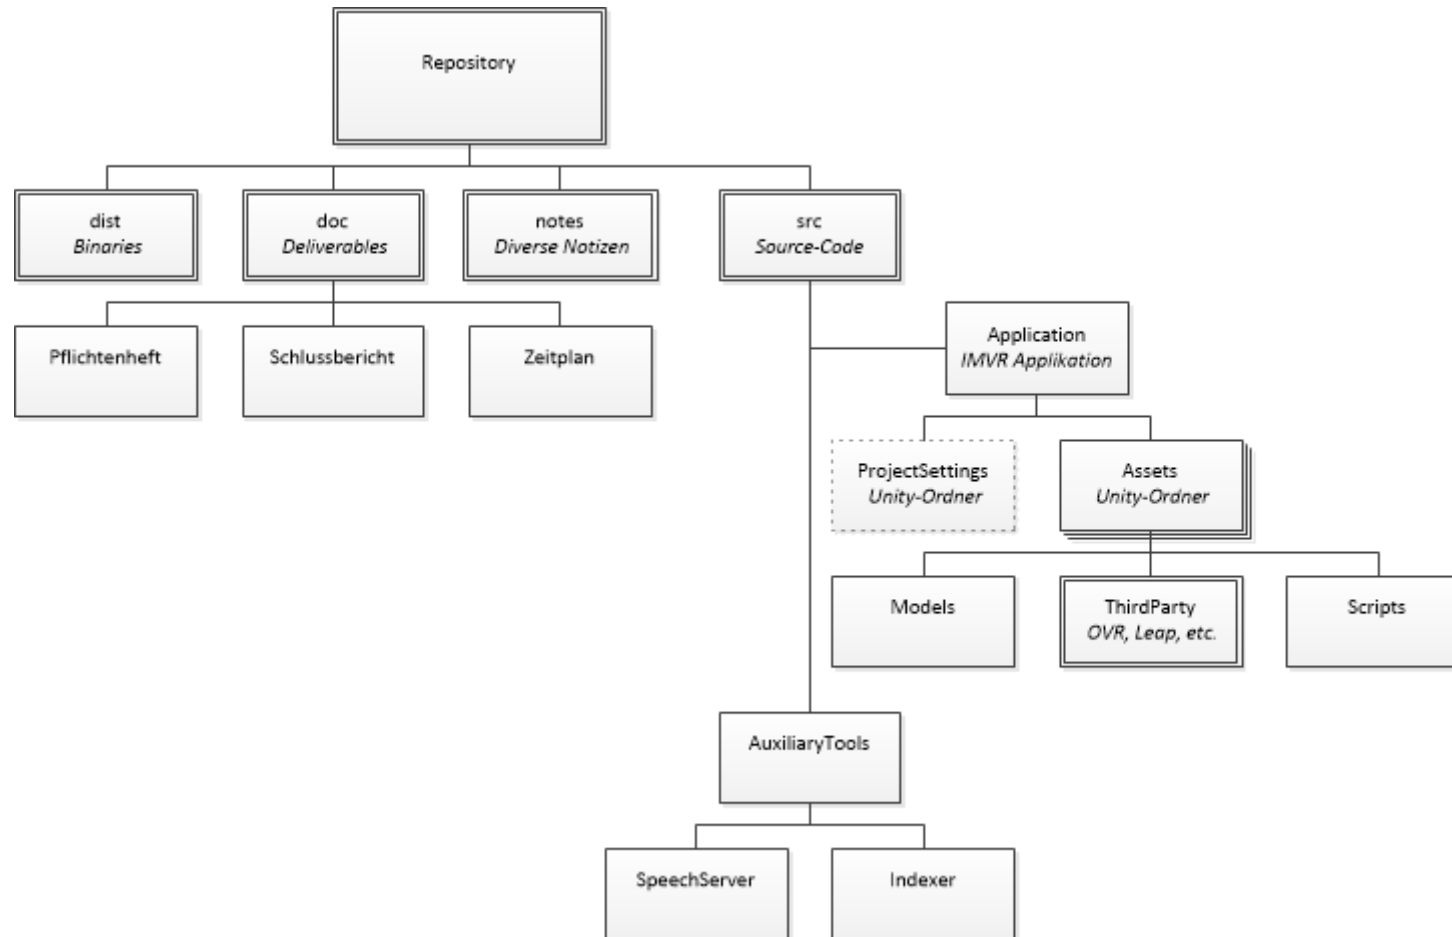 Repository
dist
Binaries
doc
Deliverables
notes
Diverse Notizen
src
Source-Code
Pflichtenheft
Schlussbericht
Zeitplan
Application
IMVR Applikation
ProjectSettings
Unity-Ordner
Assets
Unity-Ordner
Models
ThirdParty
OVR, Leap, etc.
Scripts
AuxiliaryTools
SpeechServer
Indexer